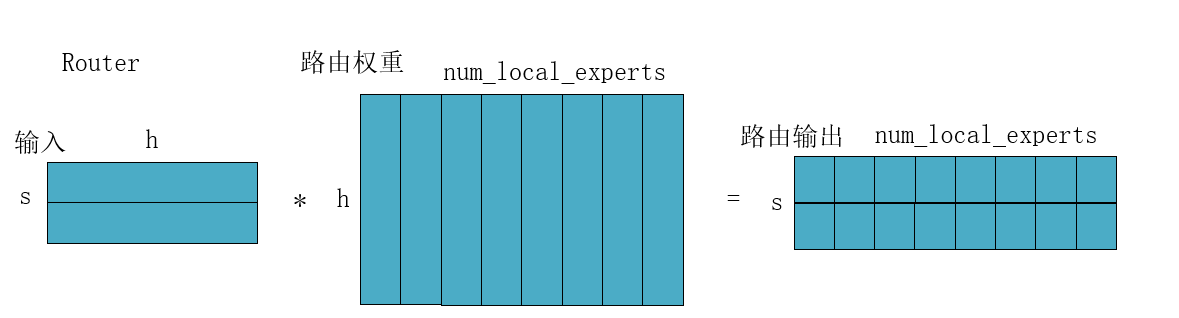 Router
路由权重
num_local_experts
输入
h
s
*
h
=
路由输出
num_local_experts
s